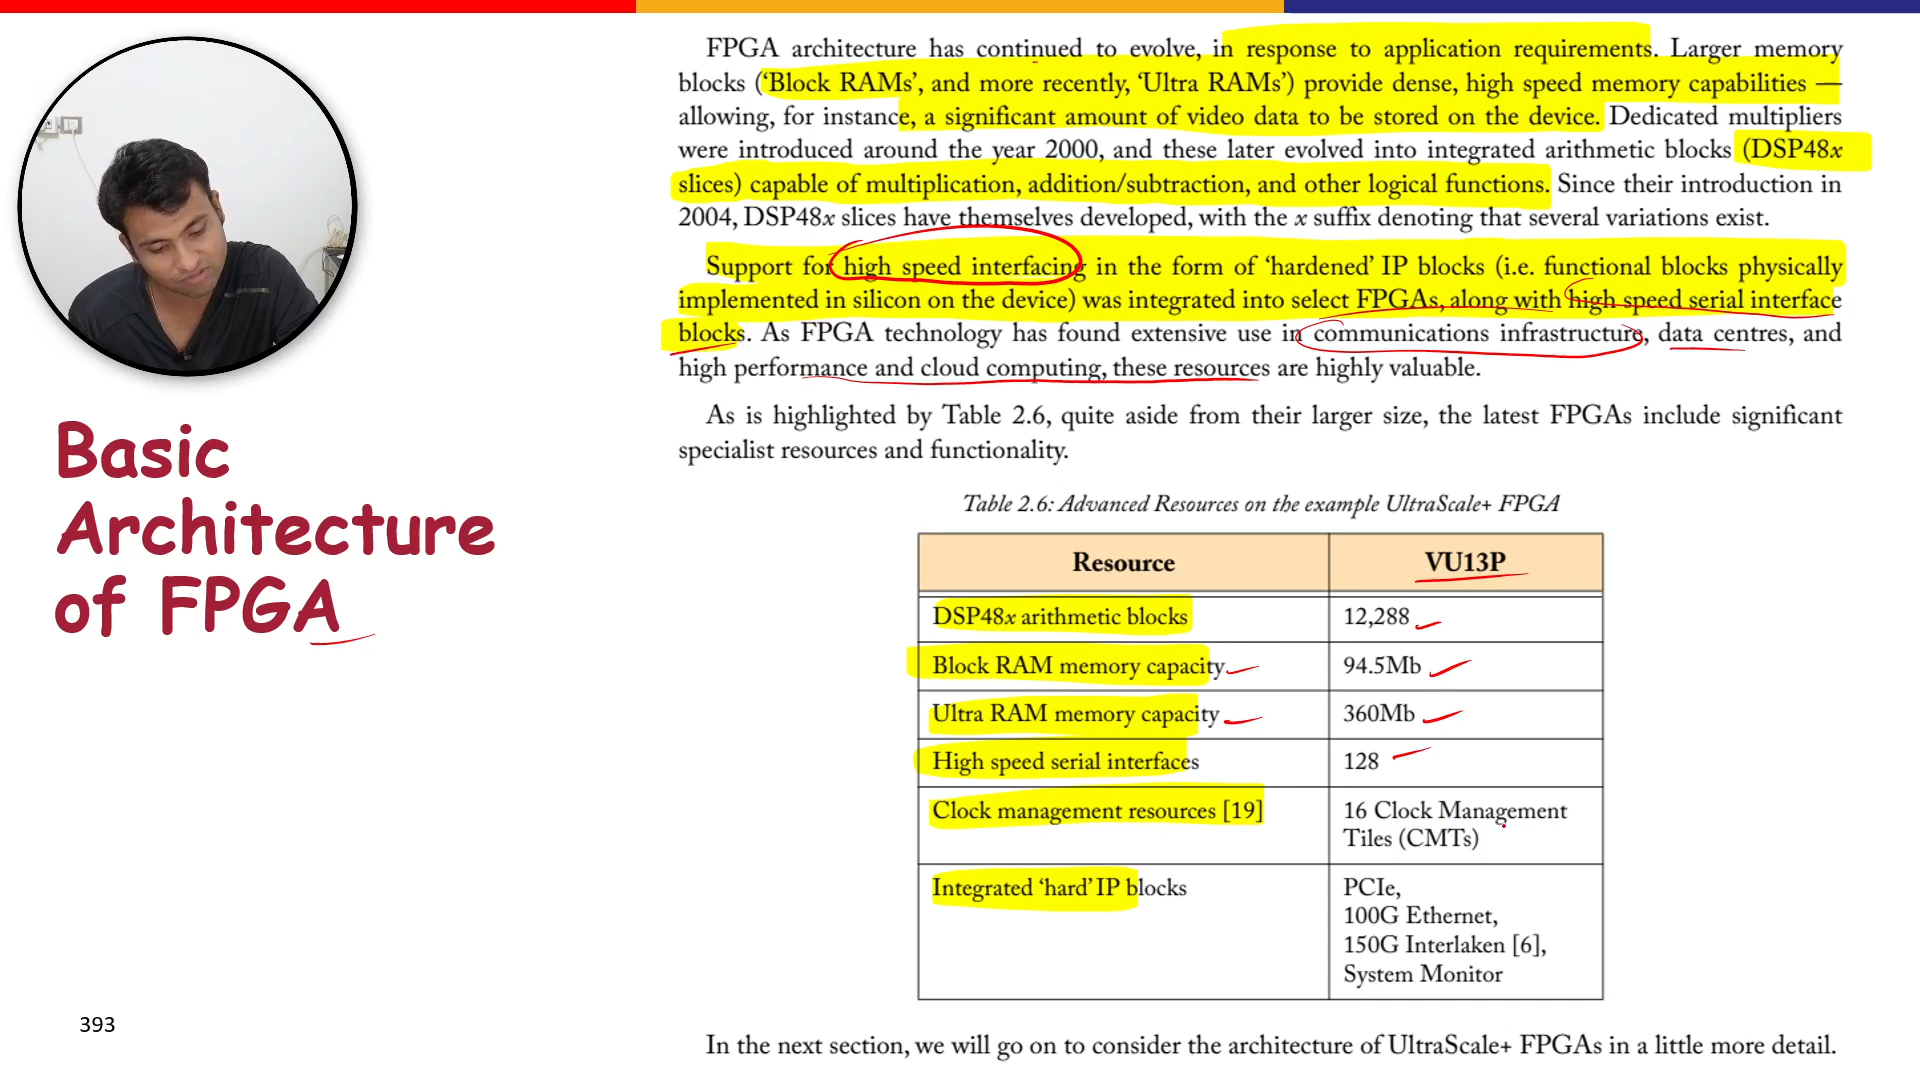 Basic
Architecture
of FPGA
393
FPGA architecture has continued to evolve, in response to application requirements. Larger memory
blocks (‘Block RAMs’, and more recently, ‘Ultra RAMs’) provide dense, high speed memory capabilities —
allowing, for instance, a significant amount of video data to be stored on the device. Dedicated multipliers
were introduced around the year 2000, and these later evolved into integrated arithmetic blocks (DSP48x
slices) capable of multiplication, addition/subtraction, and other logical functions. Since their introduction in
2004, DSP48x slices have themselves developed, with the x suffix denoting that several variations exist.
Support for high speed interfacing in the form of ‘hardened’ IP blocks (i.e. functional blocks physically
implemented in silicon on the device) was integrated into select FPGAs, along with high speed serial interface
blocks. As FPGA technology has found extensive use in communications infrastructure, data centres, and
high performance and cloud computing, these resources are highly valuable.
As is highlighted by Table 2.6, quite aside from their larger size, the latest FPGAs include significant
specialist resources and functionality.
Table 2.6: Advanced Resources on the example UltraScale+ FPGA
Resource VU13P
DSP48x arithmetic blocks 12,288
Block RAM memory capacity 94.5Mb
Ultra RAM memory capacity 360Mb
High speed serial interfaces 128
Clock management resources [19] 16 Clock Management
Tiles (CMTs)
Integrated ‘hard’ IP blocks PCIe,
100G Ethernet,
150G Interlaken [6],
System Monitor
In the next section, we will go on to consider the architecture of UltraScale+ FPGAs in a little more detail.